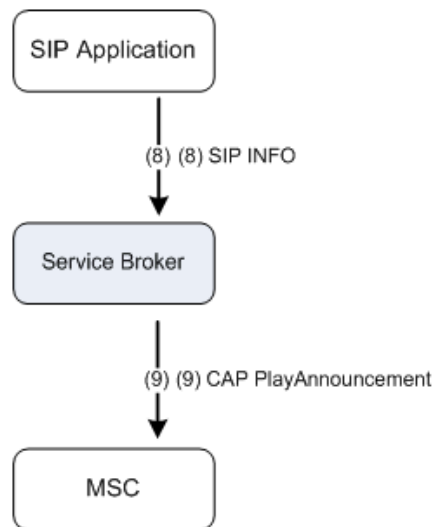 SIP Application
(8) (8) SIP INFO
Service Broker
(9) (9) CAP PlayAnnouncement
MSC